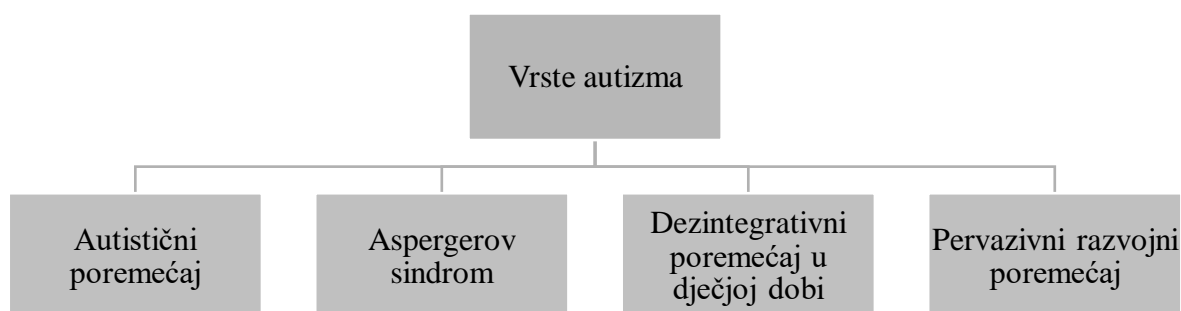 Vrste autizma
Autistični
poremećaj
Aspergerov
sindrom
Dezintegrativni
poremećaj u
dječjoj dobi
Pervazivni razvojni
poremećaj